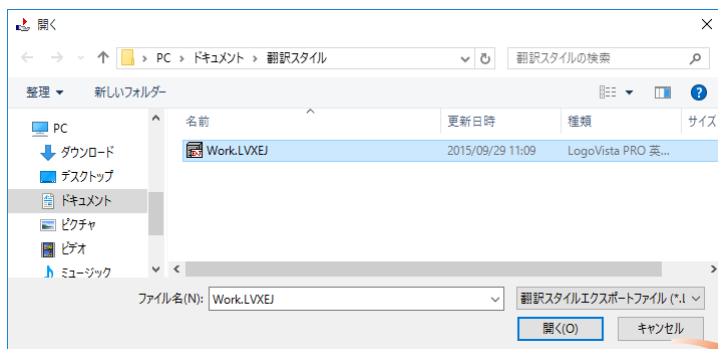 開く
PC › ドキュメント › 翻訳スタイル
翻訳スタイルの検索
整理 新しいフォルダー
名前 更新日時 種類 サイズ
PC
ダウンロード
デスクトップ
ドキュメント
ピクチャ
ビデオ
ミュージック
Work.LVXEJ 2015/09/29 11:09 LogoVista PRO 英...
ファイル名(N): Work.LVXEJ 翻訳スタイルエクスポートファイル (*.L
開く(O) キャンセル